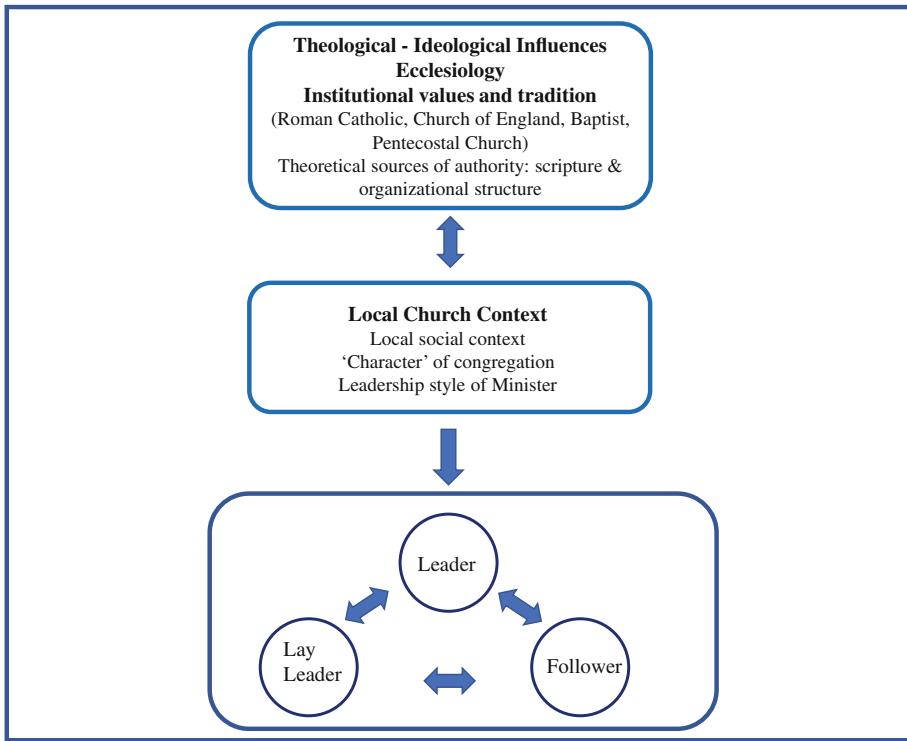 Theological - Ideological Influences
Ecclesiology
Institutional values and tradition
(Roman Catholic, Church of England, Baptist,
Pentecostal Church)
Theoretical sources of authority: scripture &
organizational structure
Local Church Context
Local social context
‘Character’ of congregation
Leadership style of Minister
Leader
Lay
Leader
Follower